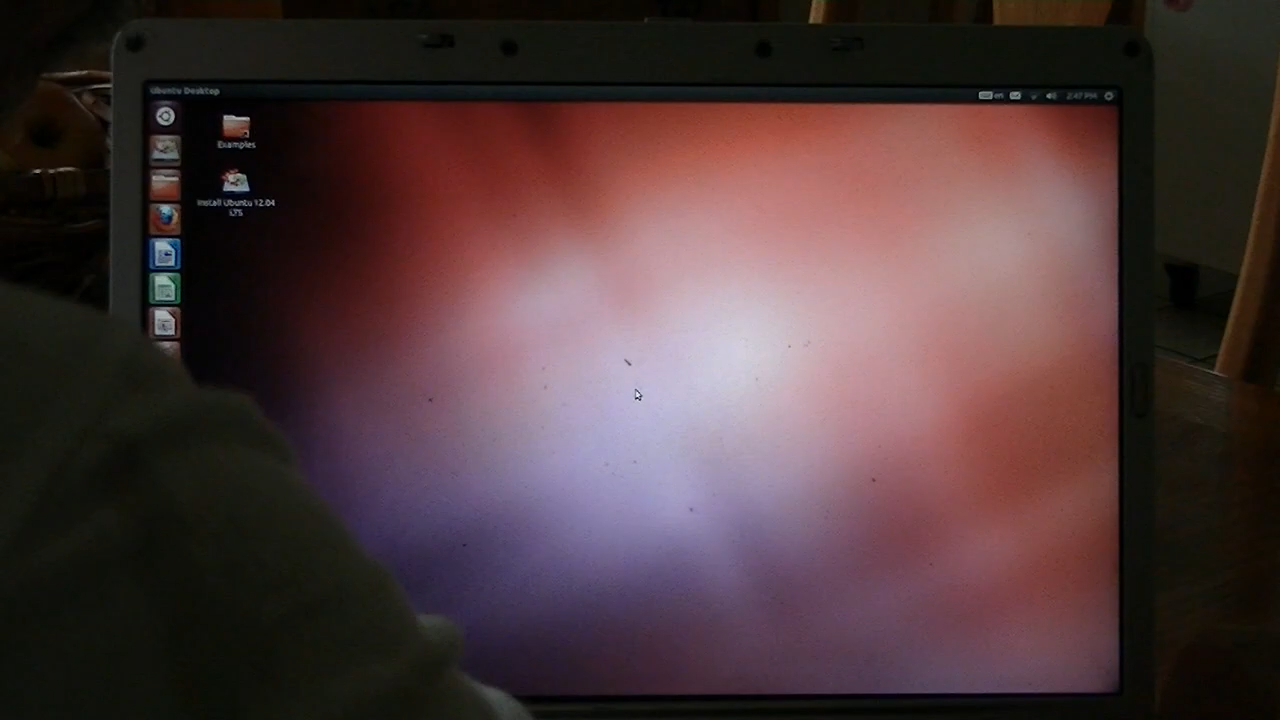 Ubuntu Desktop
en
2:47 PM
Examples
Install Ubuntu 12.04
LTS